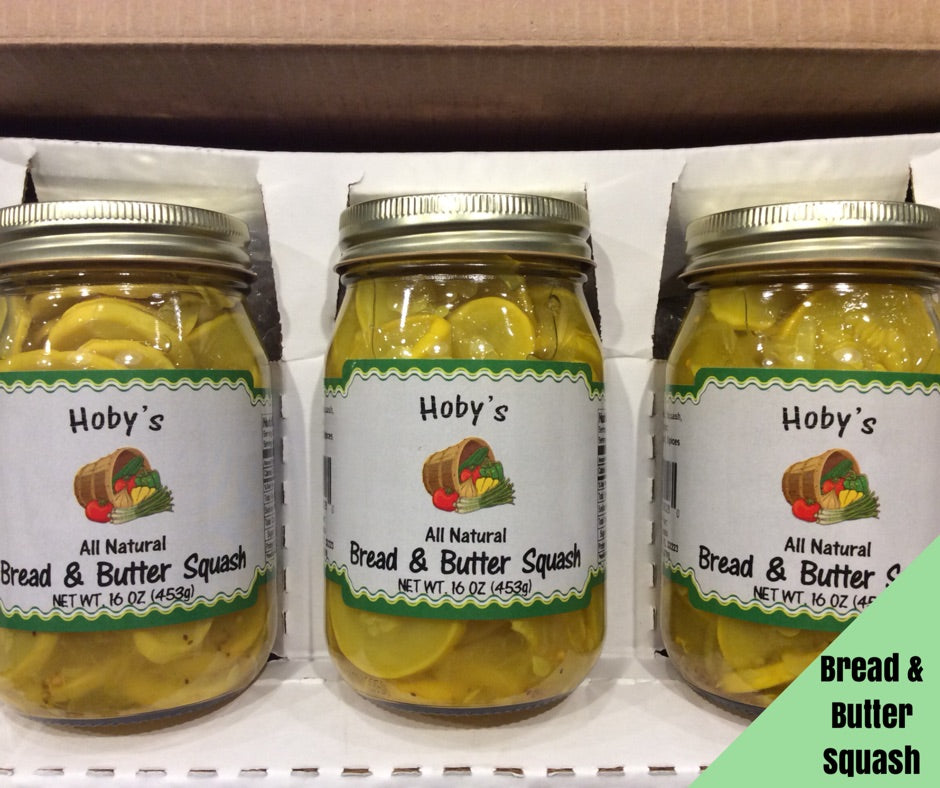 Hoby's
All Natural
Bread & Butter Squash
NET WT. 16 OZ (453g)
Hoby's
All Natural
Bread & Butter Squash
NET WT. 16 OZ (453g)
Hoby's
All Natural
Bread & Butter S
NET WT. 16 OZ (45
Bread &
Butter
Squash